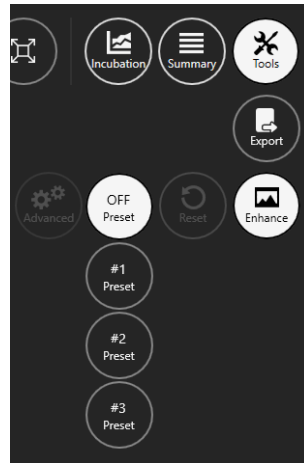 Incubation
Summary
Tools
Export
Advanced
OFF
Preset
Reset
Enhance
#1
Preset
#2
Preset
#3
Preset